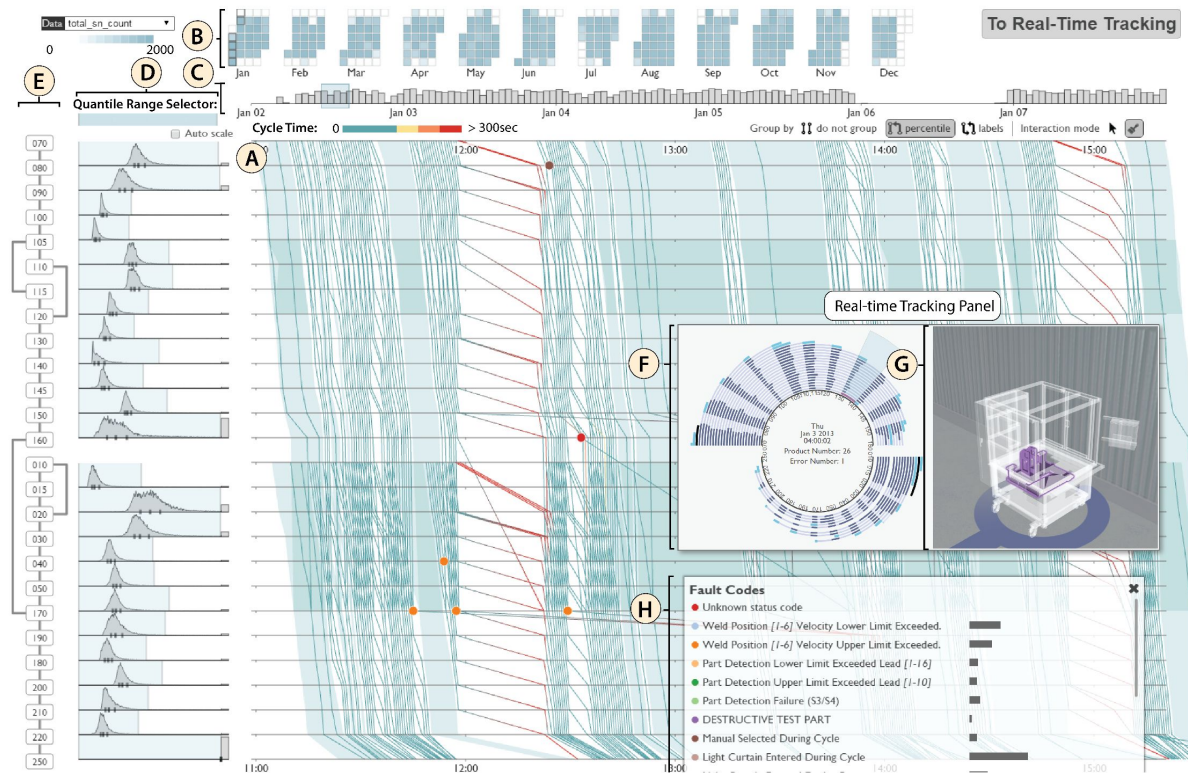 Data total_sn_count
0 2000
B
Jan Feb Mar Apr May Jun Jul Aug Sep Oct Nov Dec
To Real-Time Tracking
E
D
C
Quantile Range Selector:
Jan 02 Jan 03 Jan 04 Jan 05 Jan 06 Jan 07
Auto scale
Cycle Time: 0 > 300sec
Group by do not group percentile labels Interaction mode
A
12:00 13:00 14:00 15:00
070
080
090
100
105
110
115
120
130
140
145
150
160
010
015
020
030
040
050
170
190
180
200
210
220
250
Real-time Tracking Panel
F
G
Thu
Jan 3 2013
04:00:02
Product Number: 26
Error Number: 1
H
Fault Codes
Unknown status code
Weld Position [1-6] Velocity Lower Limit Exceeded.
Weld Position [1-6] Velocity Upper Limit Exceeded.
Part Detection Lower Limit Exceeded Lead [1-16]
Part Detection Upper Limit Exceeded Lead [1-10]
Part Detection Failure (S3/S4)
DESTRUCTIVE TEST PART
Manual Selected During Cycle
Light Curtain Entered During Cycle
11:00 12:00 13:00 14:00 15:00